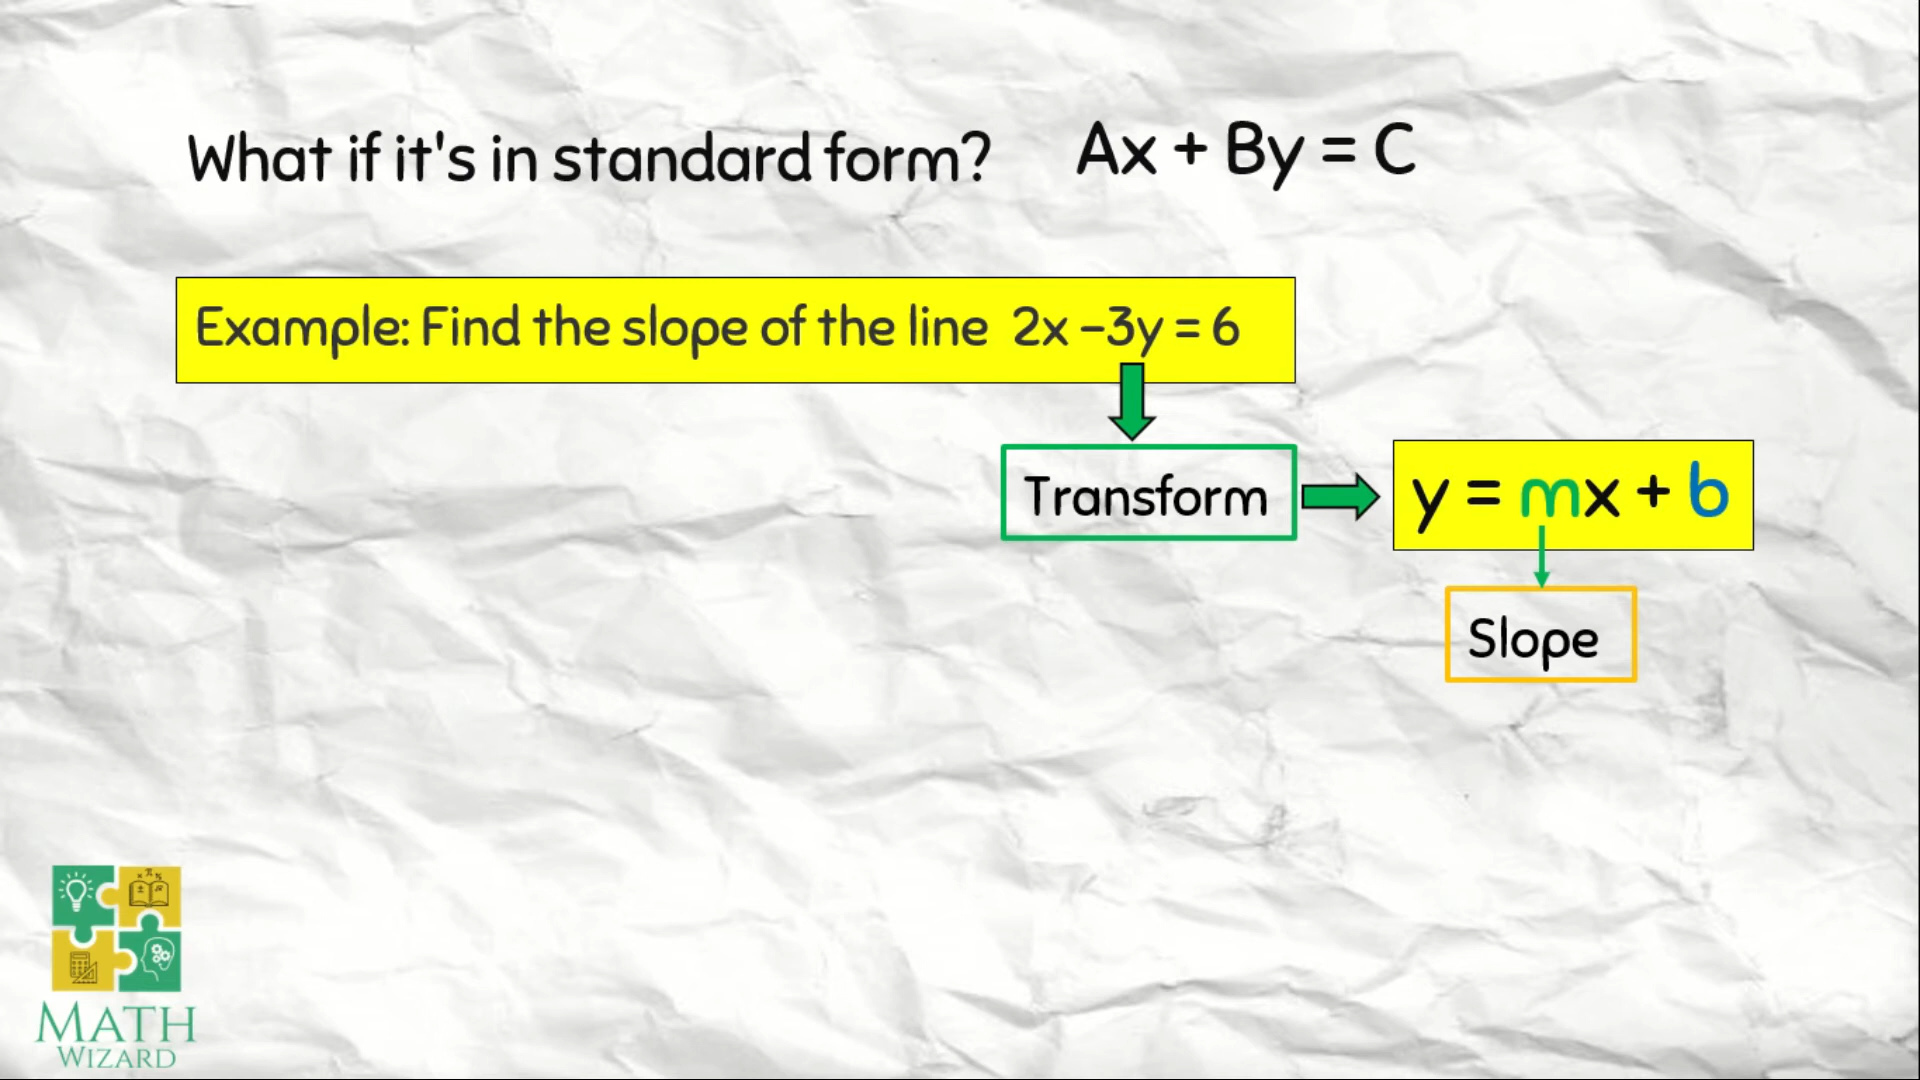 What if it's in standard form? Ax + By = C
Example: Find the slope of the line 2x –3y = 6
Transform
y = mx + b
Slope
MATH
WIZARD